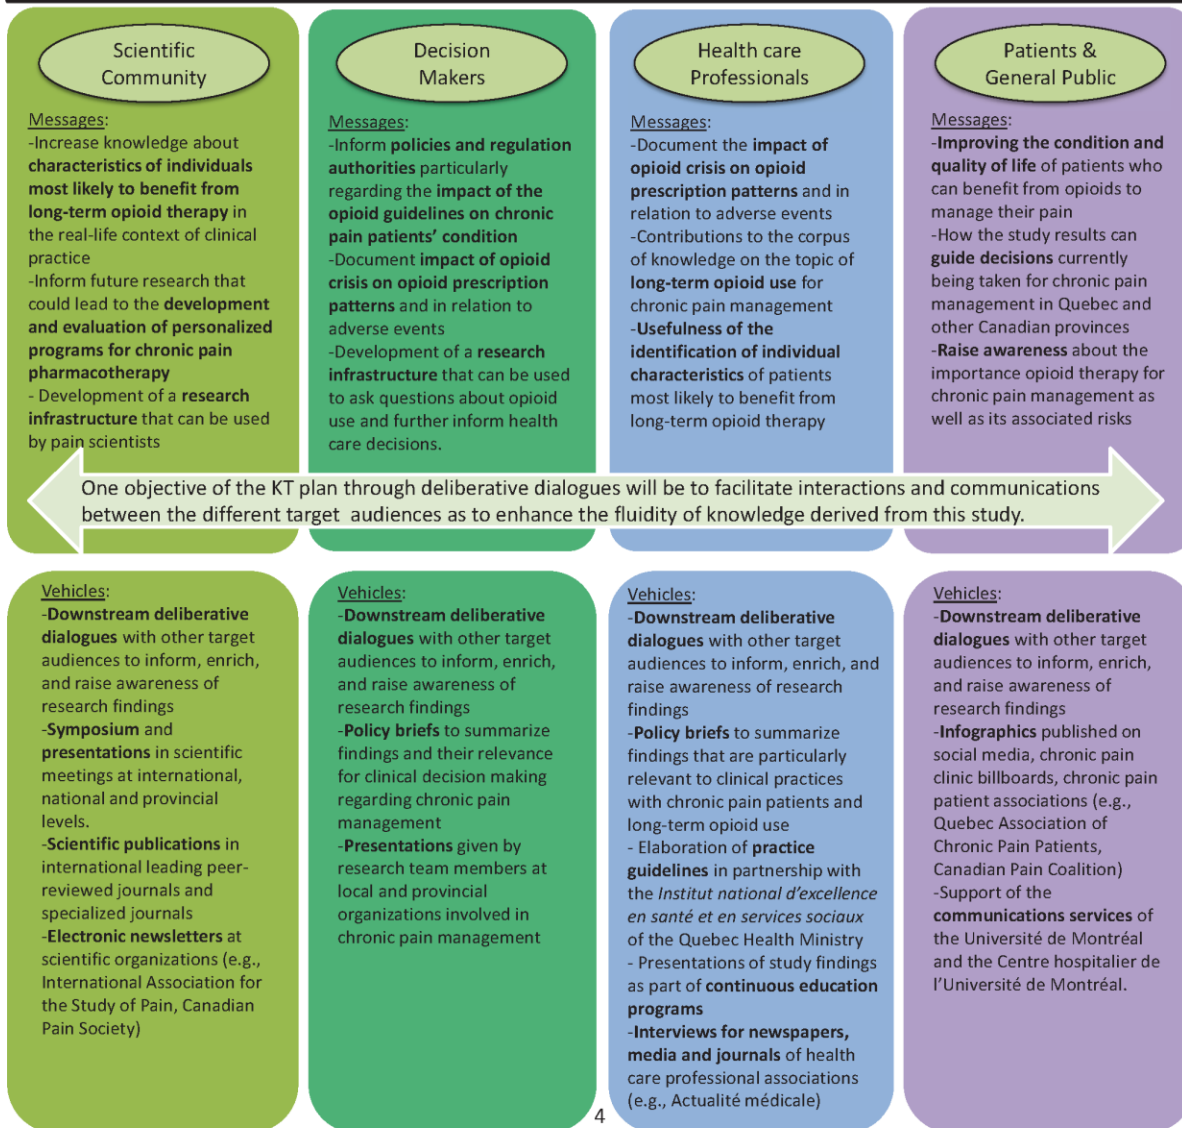 Scientific
Community
Messages:
-Increase knowledge about
characteristics of individuals
most likely to benefit from
long-term opioid therapy in
the real-life context of clinical
practice
-Inform future research that
could lead to the development
and evaluation of personalized
programs for chronic pain
pharmacotherapy
- Development of a research
infrastructure that can be used
by pain scientists
Decision
Makers
Messages:
-Inform policies and regulation
authorities particularly
regarding the impact of the
opioid guidelines on chronic
pain patients' condition
-Document impact of opioid
crisis on opioid prescription
patterns and in relation to
adverse events
-Development of a research
infrastructure that can be used
to ask questions about opioid
use and further inform health
care decisions.
Health care
Professionals
Messages:
-Document the impact of
opioid crisis on opioid
prescription patterns and in
relation to adverse events
-Contributions to the corpus
of knowledge on the topic of
long-term opioid use for
chronic pain management
-Usefulness of the
identification of individual
characteristics of patients
most likely to benefit from
long-term opioid therapy
Patients &
General Public
Messages:
-Improving the condition and
quality of life of patients who
can benefit from opioids to
manage their pain
-How the study results can
guide decisions currently
being taken for chronic pain
management in Quebec and
other Canadian provinces
-Raise awareness about the
importance opioid therapy for
chronic pain management as
well as its associated risks
One objective of the KT plan through deliberative dialogues will be to facilitate interactions and communications
between the different target audiences as to enhance the fluidity of knowledge derived from this study.
Vehicles:
-Downstream deliberative
dialogues with other target
audiences to inform, enrich,
and raise awareness of
research findings
-Symposium and
presentations in scientific
meetings at international,
national and provincial
levels.
-Scientific publications in
international leading peer-
reviewed journals and
specialized journals
-Electronic newsletters at
scientific organizations (e.g.,
International Association for
the Study of Pain, Canadian
Pain Society)
Vehicles:
-Downstream deliberative
dialogues with other target
audiences to inform, enrich,
and raise awareness of
research findings
-Policy briefs to summarize
findings and their relevance
for clinical decision making
regarding chronic pain
management
-Presentations given by
research team members at
local and provincial
organizations involved in
chronic pain management
Vehicles:
-Downstream deliberative
dialogues with other target
audiences to inform, enrich, and
raise awareness of research
findings
-Policy briefs to summarize
findings that are particularly
relevant to clinical practices
with chronic pain patients and
long-term opioid use
- Elaboration of practice
guidelines in partnership with
the Institut national d'excellence
en santé et en services sociaux
of the Quebec Health Ministry
- Presentations of study findings
as part of continuous education
programs
-Interviews for newspapers,
media and journals of health
care professional associations
(e.g., Actualité médicale)
Vehicles:
-Downstream deliberative
dialogues with other target
audiences to inform, enrich,
and raise awareness of
research findings
-Infographics published on
social media, chronic pain
clinic billboards, chronic pain
patient associations (e.g.,
Quebec Association of
Chronic Pain Patients,
Canadian Pain Coalition)
-Support of the
communications services of
the Université de Montréal
and the Centre hospitalier de
l'Université de Montréal.
4